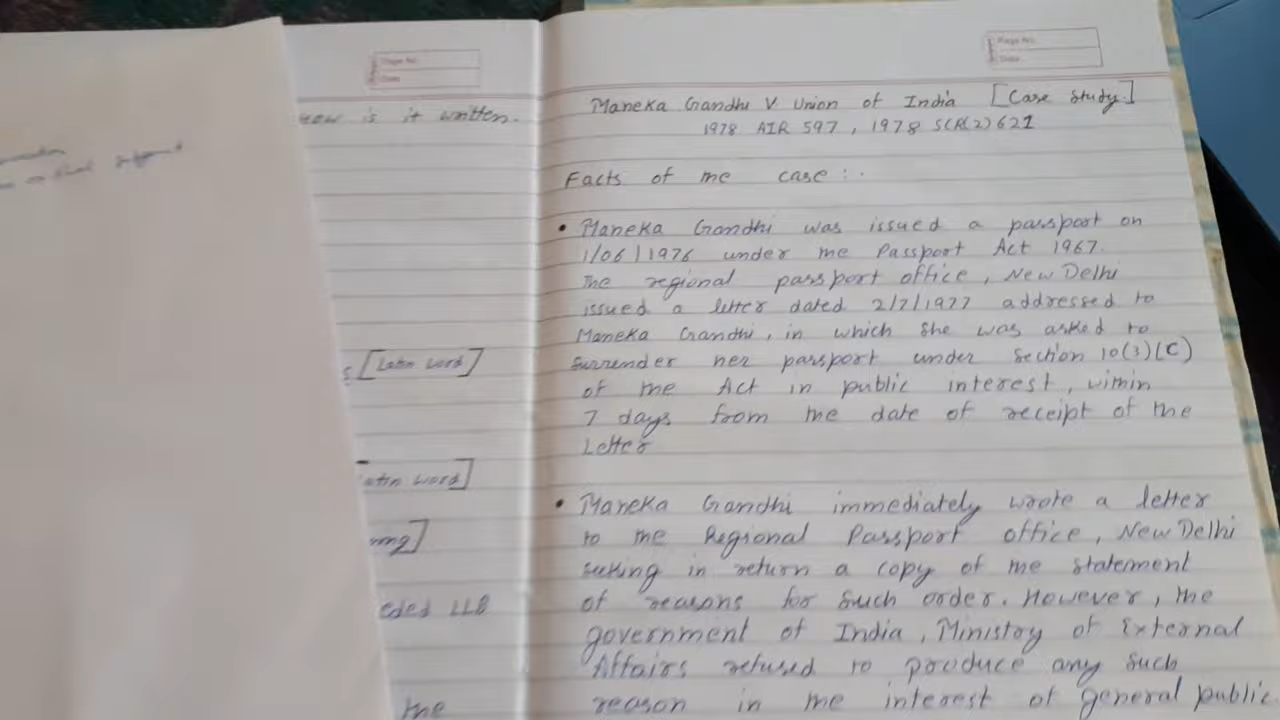 Page No.
Date
how is it written.
[Latin word]
Latin word]
eded LLB
the
Page No.
Date
Maneka Gandhi V Union of India [Case study]
1978 AIR 597, 1978 SCR(2) 621
Facts of the case :.
• Maneka Gandhi was issued a passport on
1/06/1976 under the Passport Act 1967.
The regional passport office, New Delhi
issued a letter dated 2/7/1977 addressed to
Maneka Gandhi, in which she was asked to
surrender her passport under section 10(3)(C)
of the Act in public interest, within
7 days from the date of receipt of the
Letter
• Maneka Gandhi immediately wrote a letter
to the Regional Passport office, New Delhi
seeking in return a copy of the statement
of reasons for such order. However, the
government of India, Ministry of External
Affairs refused to produce any such
reason in the interest of general public